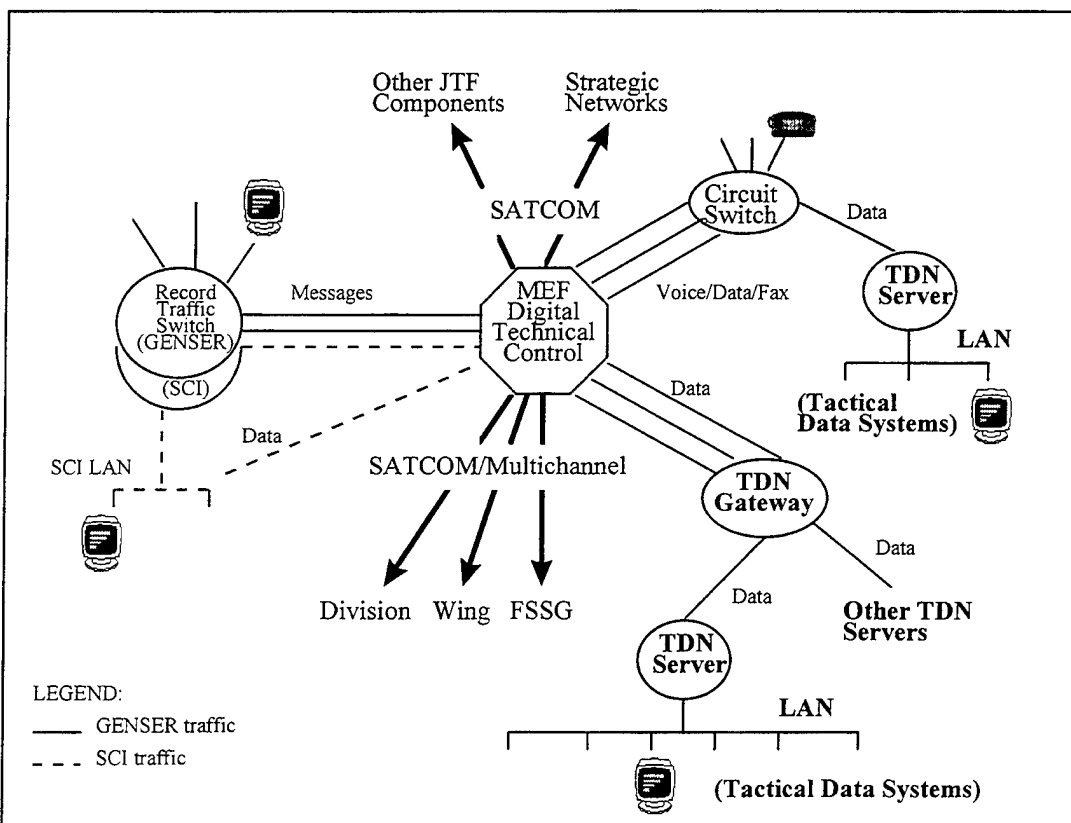 Other JTF
Components
Strategic
Networks
SATCOM
Circuit
Switch
Data
TDN
Server
LAN
(Tactical
Data Systems)
Record
Traffic
Switch
(GENSER)
(SCI)
Messages
MEF
Digital
Technical
Control
Voice/Data/Fax
Data
Data
SCI LAN
SATCOM/Multichannel
TDN
Gateway
Data
Data
Other TDN
Servers
Division Wing FSSG
TDN
Server
LAN
(Tactical Data Systems)
LEGEND:
GENSER traffic
SCI traffic